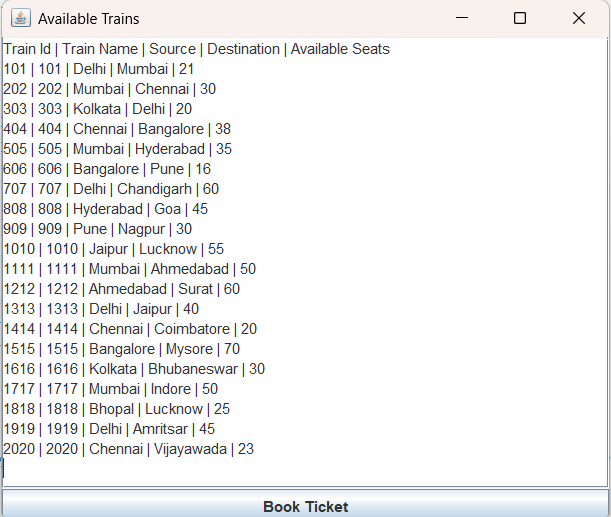 Available Trains
Train Id | Train Name | Source | Destination | Available Seats
101 | 101 | Delhi | Mumbai | 21
202 | 202 | Mumbai | Chennai | 30
303 | 303 | Kolkata | Delhi | 20
404 | 404 | Chennai | Bangalore | 38
505 | 505 | Mumbai | Hyderabad | 35
606 | 606 | Bangalore | Pune | 16
707 | 707 | Delhi | Chandigarh | 60
808 | 808 | Hyderabad | Goa | 45
909 | 909 | Pune | Nagpur | 30
1010 | 1010 | Jaipur | Lucknow | 55
1111 | 1111 | Mumbai | Ahmedabad | 50
1212 | 1212 | Ahmedabad | Surat | 60
1313 | 1313 | Delhi | Jaipur | 40
1414 | 1414 | Chennai | Coimbatore | 20
1515 | 1515 | Bangalore | Mysore | 70
1616 | 1616 | Kolkata | Bhubaneswar | 30
1717 | 1717 | Mumbai | Indore | 50
1818 | 1818 | Bhopal | Lucknow | 25
1919 | 1919 | Delhi | Amritsar | 45
2020 | 2020 | Chennai | Vijayawada | 23
Book Ticket